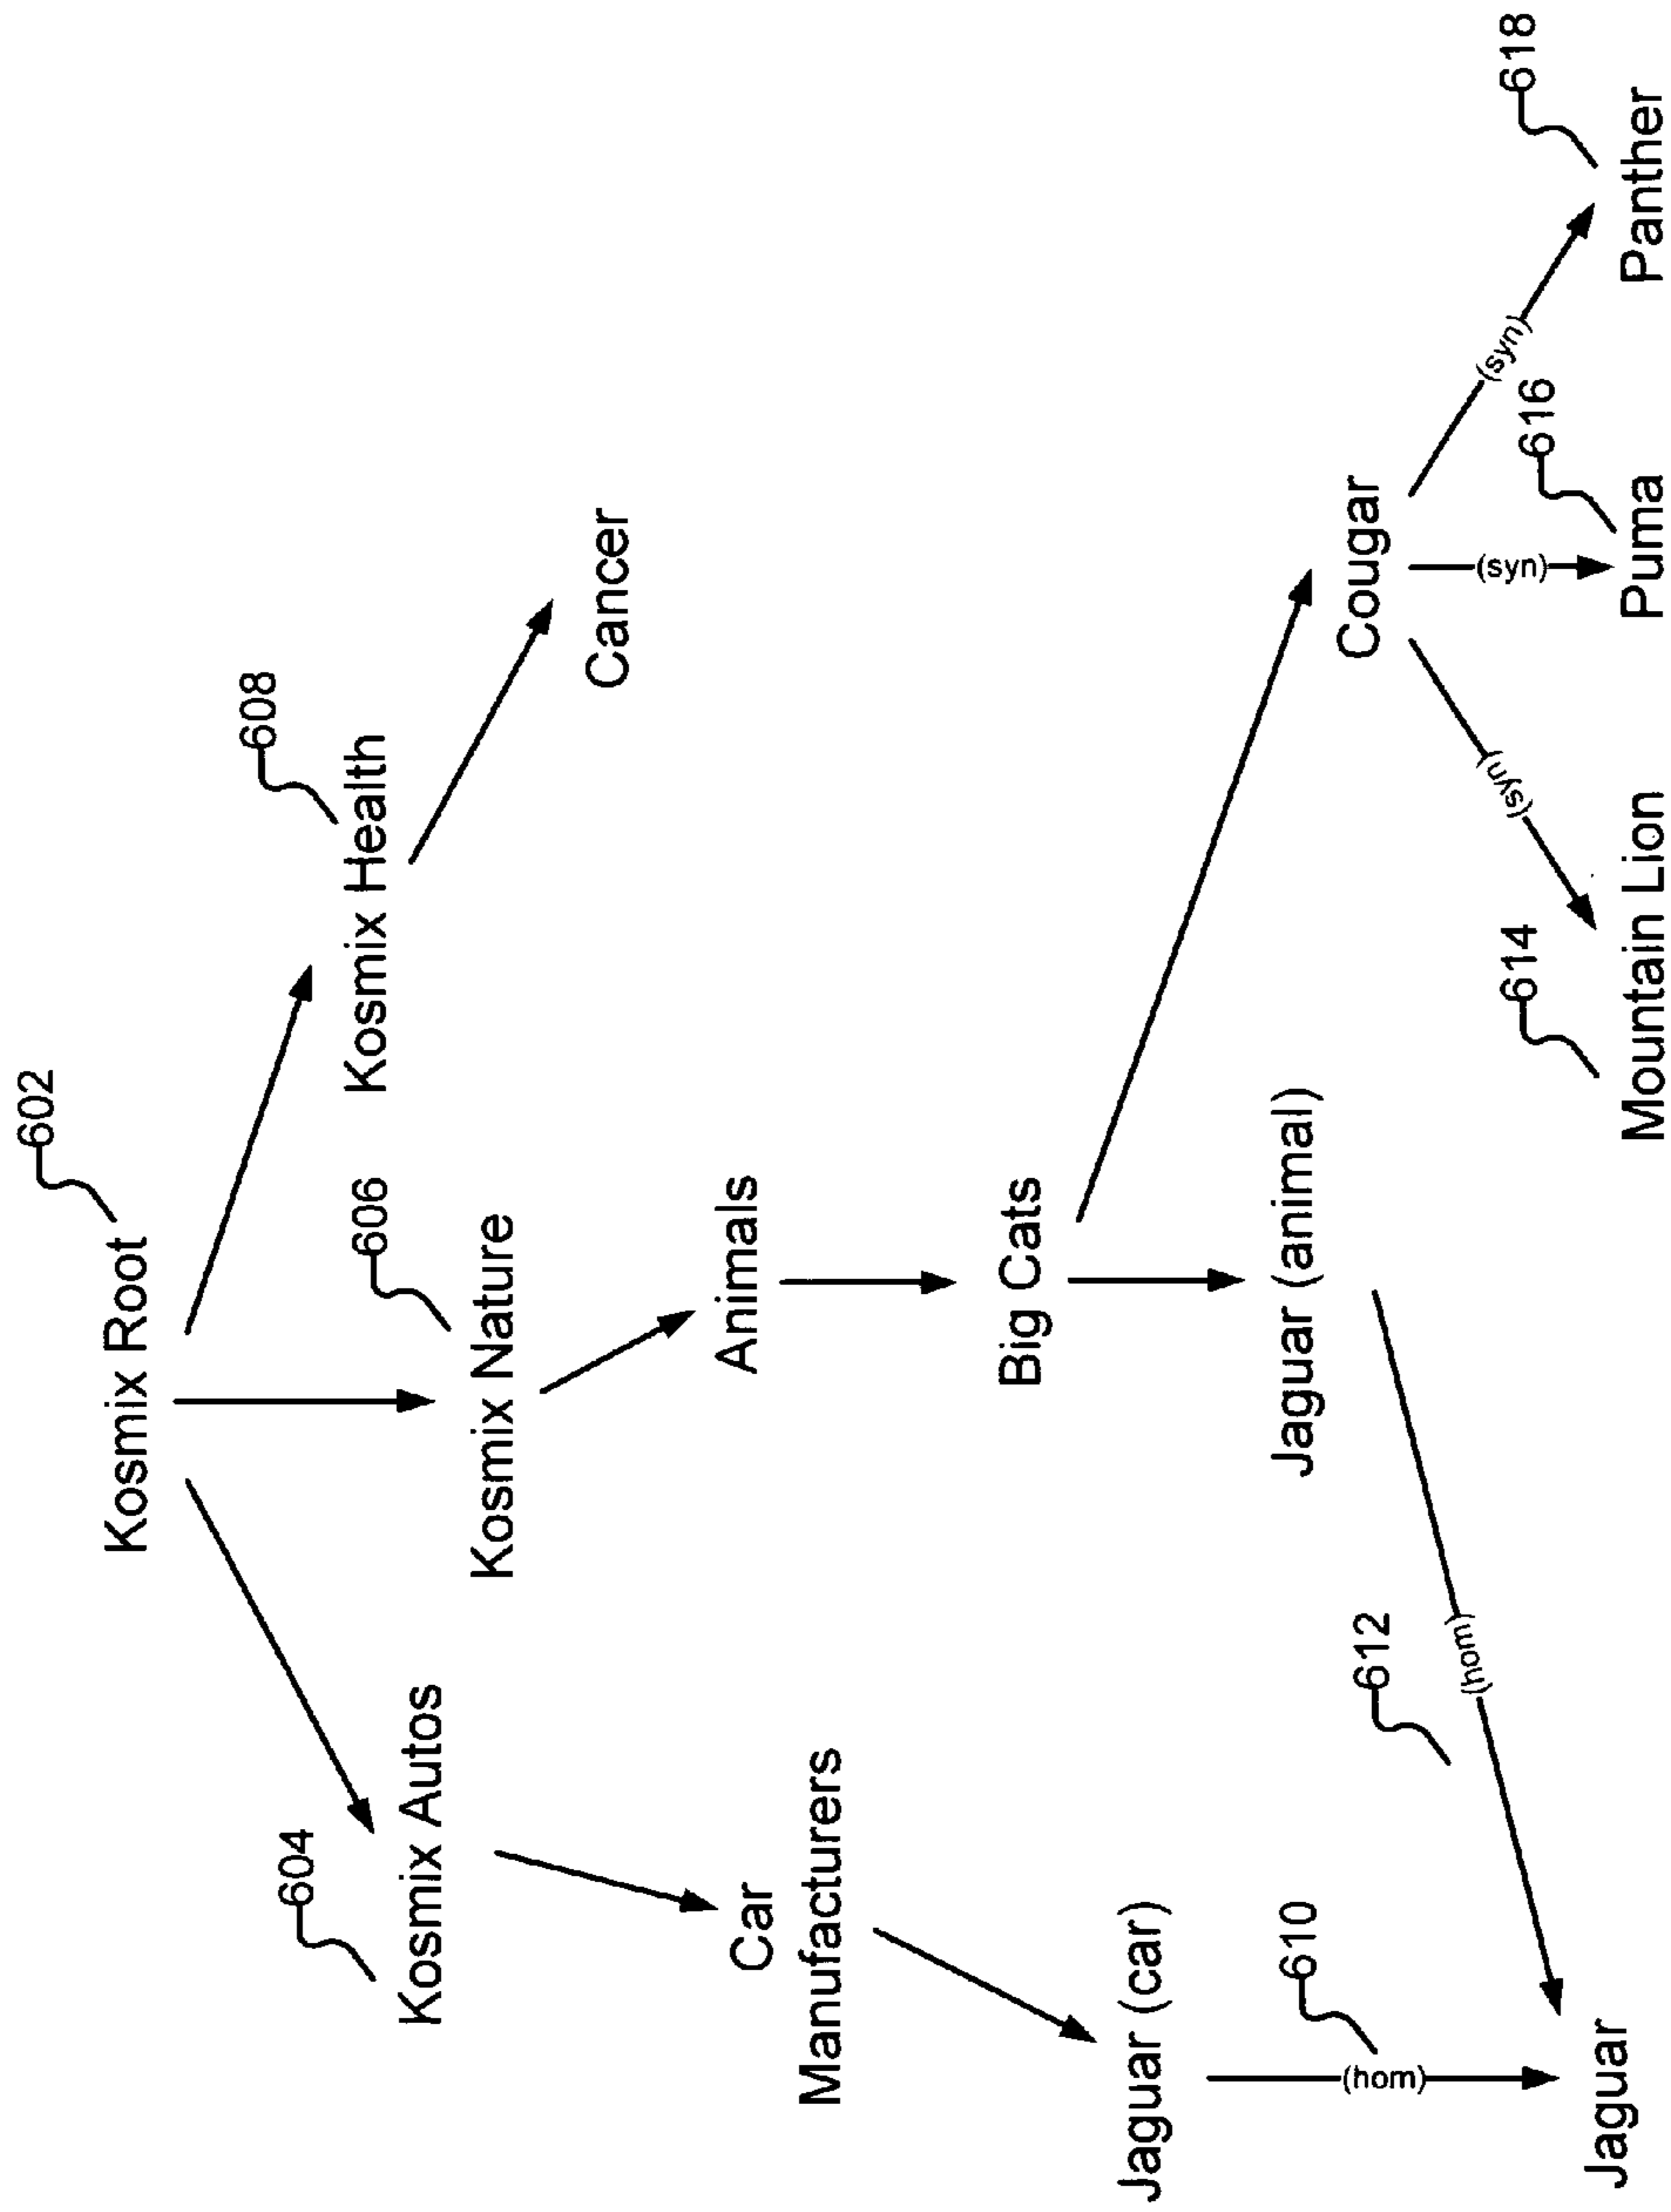 602
Kosmix Root
608
Kosmix Health
604
Kosmix Autos
606
Kosmix Nature
Cancer
Car
Manufacturers
Animals
Big Cats
Jaguar (car)
Jaguar (animal)
Cougar
610
(hom)
612
(hom)
(syn)
(syn)
(syn)
614
616
618
Jaguar
Mountain Lion
Puma
Panther